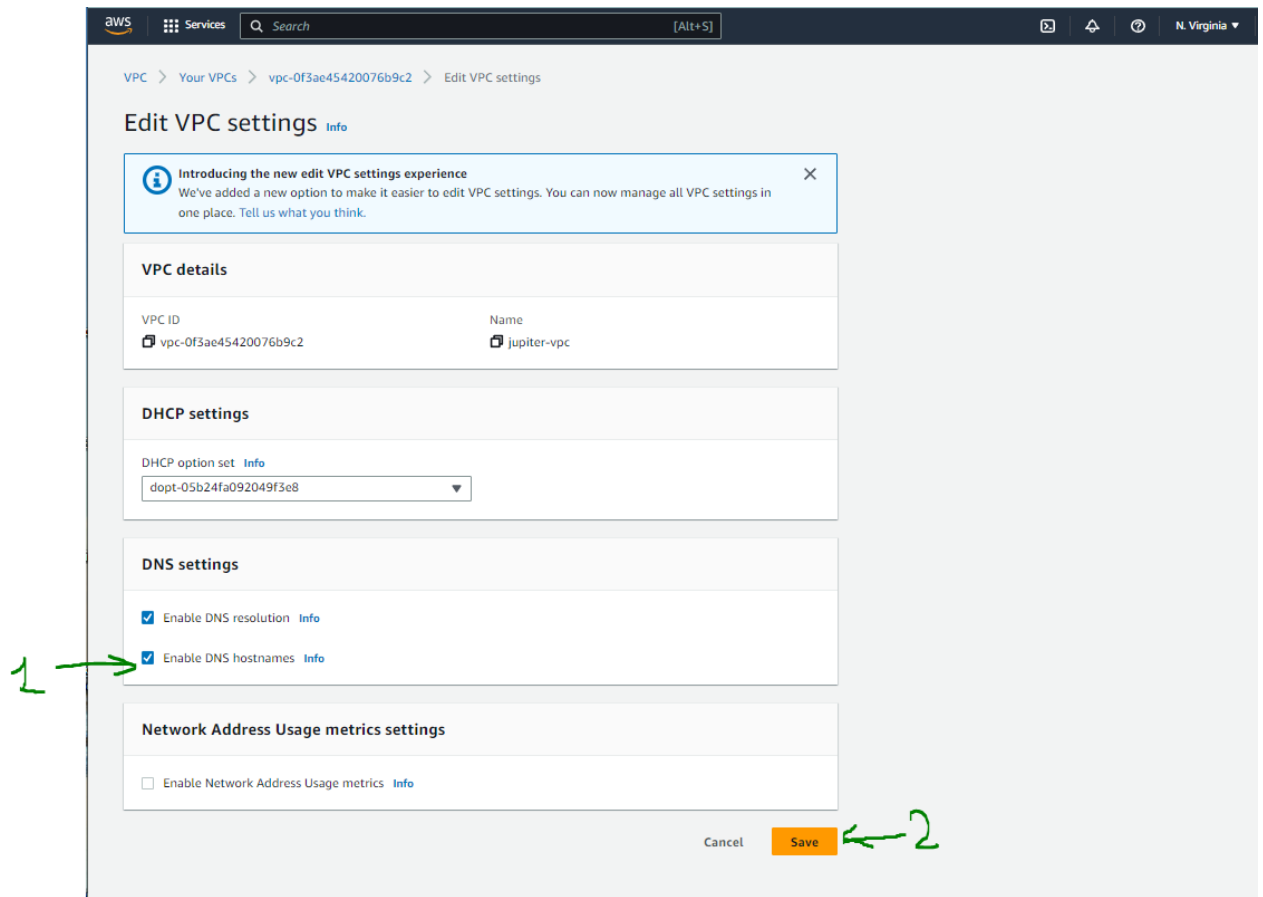 aws Services Search [Alt+S] N. Virginia
VPC > Your VPCs > vpc-0f3ae45420076b9c2 > Edit VPC settings
Edit VPC settings Info
Introducing the new edit VPC settings experience
We've added a new option to make it easier to edit VPC settings. You can now manage all VPC settings in
one place. Tell us what you think.
VPC details
VPC ID Name
vpc-0f3ae45420076b9c2 jupiter-vpc
DHCP settings
DHCP option set Info
dopt-05b24fa092049f3e8
DNS settings
Enable DNS resolution Info
1 Enable DNS hostnames Info
Network Address Usage metrics settings
Enable Network Address Usage metrics Info
Cancel Save 2